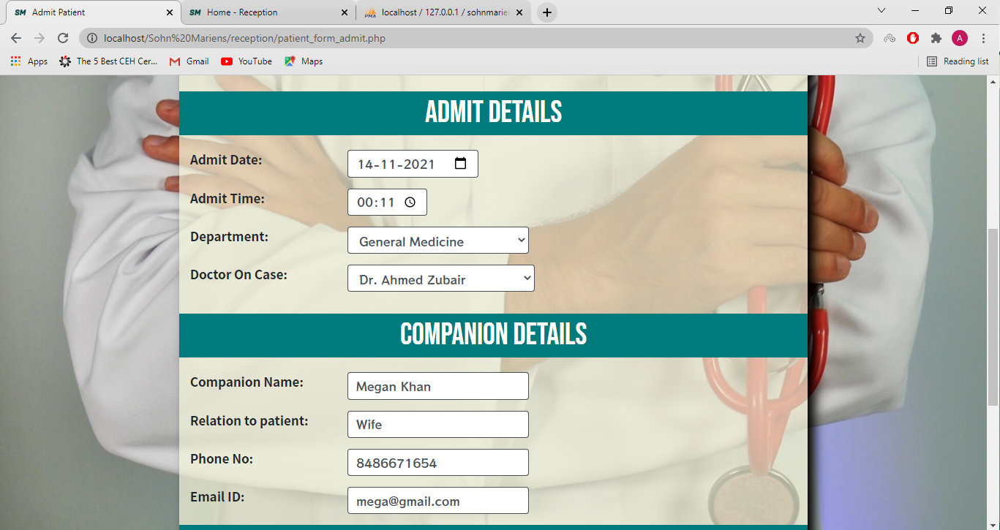 SM Admit Patient
SM Home - Reception
PMA localhost / 127.0.0.1 / sohnmarien
localhost/Sohn%20Mariens/reception/patient_form_admit.php
A
Apps
The 5 Best CEH Cer...
Gmail
YouTube
Maps
Reading list
ADMIT DETAILS
Admit Date: 14-11-2021
Admit Time: 00:11
Department: General Medicine
Doctor On Case: Dr. Ahmed Zubair
COMPANION DETAILS
Companion Name: Megan Khan
Relation to patient: Wife
Phone No: 8486671654
Email ID: mega@gmail.com